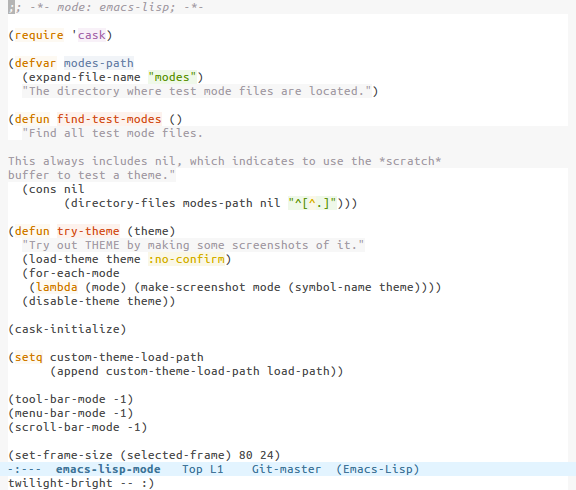 ;; -*- mode: emacs-lisp; -*-

(require 'cask)

(defvar modes-path
  (expand-file-name "modes")
  "The directory where test mode files are located.")

(defun find-test-modes ()
  "Find all test mode files.

This always includes nil, which indicates to use the *scratch*
buffer to test a theme."
  (cons nil
        (directory-files modes-path nil "^[^.]")))

(defun try-theme (theme)
  "Try out THEME by making some screenshots of it."
  (load-theme theme :no-confirm)
  (for-each-mode
   (lambda (mode) (make-screenshot mode (symbol-name theme))))
  (disable-theme theme))

(cask-initialize)

(setq custom-theme-load-path
      (append custom-theme-load-path load-path))

(tool-bar-mode -1)
(menu-bar-mode -1)
(scroll-bar-mode -1)

(set-frame-size (selected-frame) 80 24)
-:---  emacs-lisp-mode   Top L1    Git-master  (Emacs-Lisp)
twilight-bright -- :)